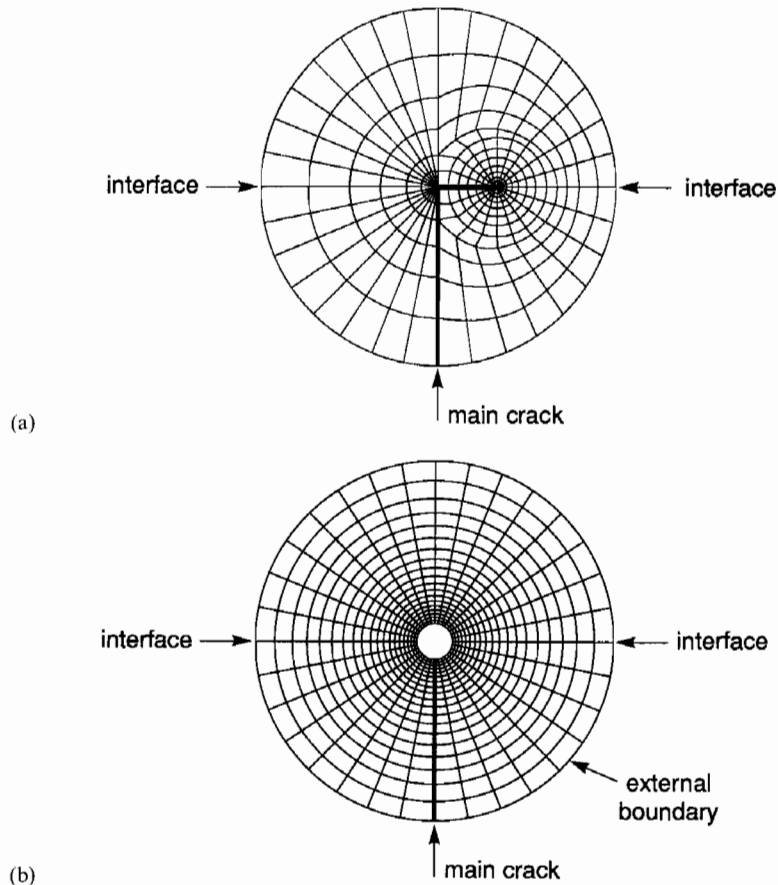 interface
interface
main crack
(a)
interface
interface
external
boundary
main crack
(b)